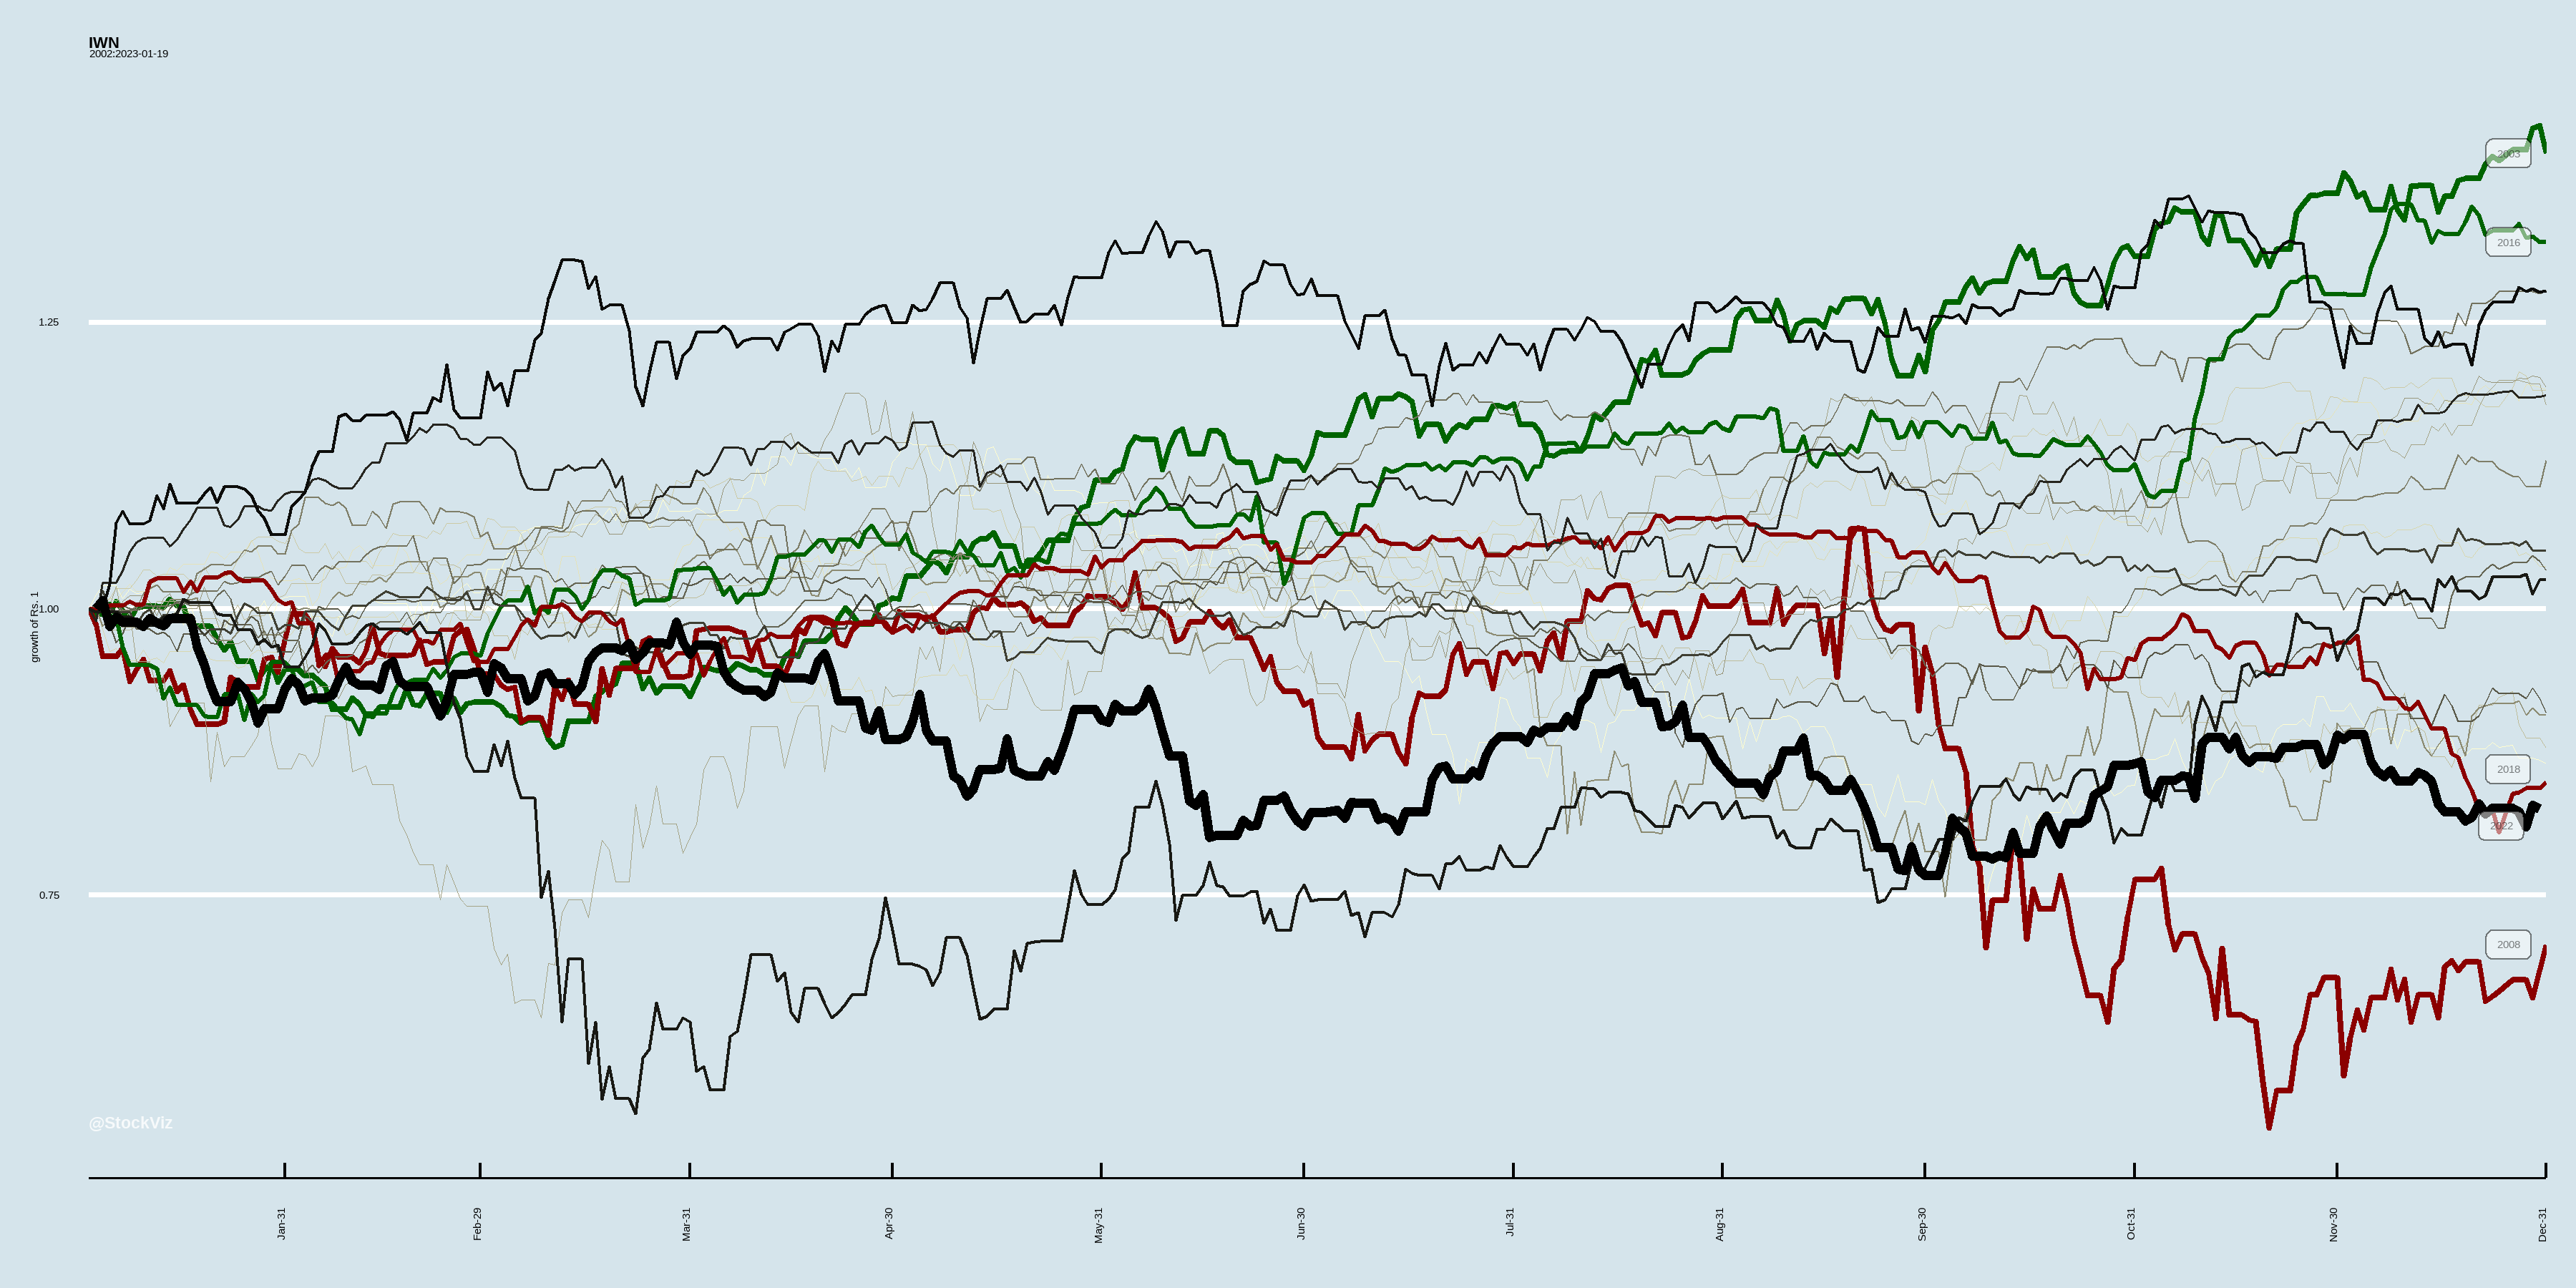 IWN
2002:2023-01-19
2003
2016
1.25
growth of Rs. 1
1.00
2018
2022
0.75
2008
@StockViz
Jan-31
Feb-29
Mar-31
Apr-30
May-31
Jun-30
Jul-31
Aug-31
Sep-30
Oct-31
Nov-30
Dec-31